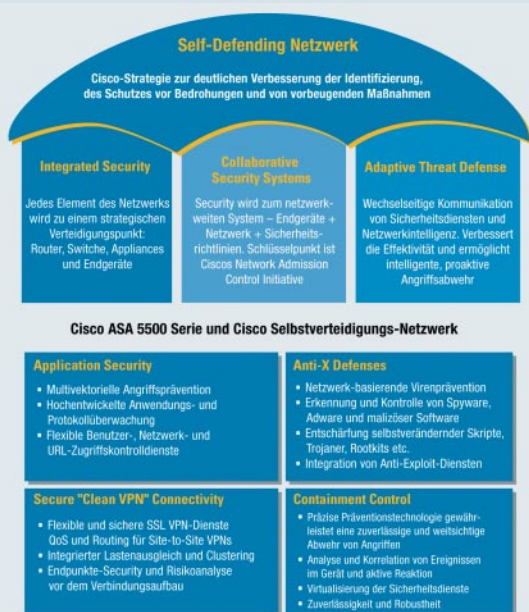 Self-Defending Netzwerk
Cisco-Strategie zur deutlichen Verbesserung der Identifizierung,
des Schutzes vor Bedrohungen und von vorbeugenden Maßnahmen
Integrated Security
Jedes Element des Netzwerks
wird zu einem strategischen
Verteidigungspunkt:
Router, Switche, Appliances
und Endgeräte
Collaborative
Security Systems
Security wird zum netzwerk-
weiten System – Endgeräte +
Netzwerk + Sicherheits-
richtlinien. Schlüsselpunkt ist
Ciscos Network Admission
Control Initiative
Adaptive Threat Defense
Wechselseitige Kommunikation
von Sicherheitsdiensten und
Netzwerkintelligenz. Verbessert
die Effektivität und ermöglicht
intelligente, proaktive
Angriffsabwehr
Cisco ASA 5500 Serie und Cisco Selbstverteidigungs-Netzwerk
Application Security
▪ Multivektorielle Angriffsprävention
▪ Hochentwickelte Anwendungs- und
Protokollüberwachung
▪ Flexible Benutzer-, Netzwerk- und
URL-Zugriffskontrolldienste
Anti-X Defenses
▪ Netzwerk-basierende Virenprävention
▪ Erkennung und Kontrolle von Spyware,
Adware und maliziöser Software
▪ Entschärfung selbstverändernder Skripte,
Trojaner, Rootkits etc.
▪ Integration von Anti-Exploit-Diensten
Secure "Clean VPN" Connectivity
▪ Flexible und sichere SSL VPN-Dienste
QoS und Routing für Site-to-Site VPNs
▪ Integrierter Lastenausgleich und Clustering
▪ Endpunkte-Security und Risikoanalyse
vor dem Verbindungsaufbau
Containment Control
▪ Präzise Präventionstechnologie gewähr-
leistet eine zuverlässige und weitsichtige
Abwehr von Angriffen
▪ Analyse und Korrelation von Ereignissen
im Gerät und aktive Reaktion
▪ Virtualisierung der Sicherheitsdienste
▪ Zuverlässigkeit und Robustheit